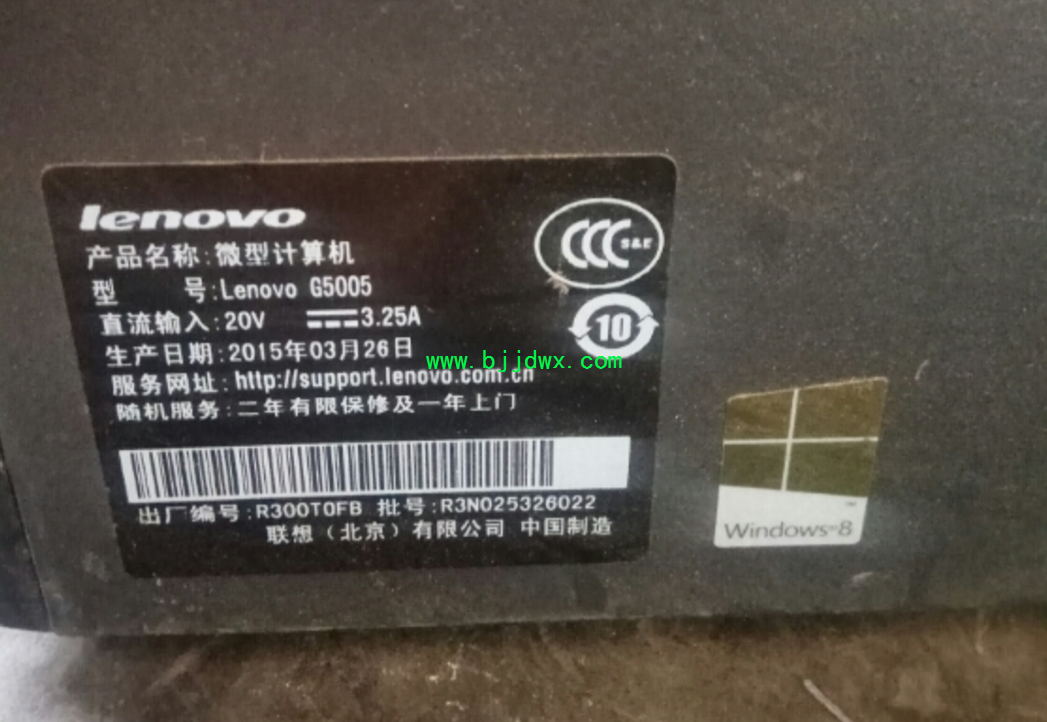 lenovo
产品名称:微型计算机
型 号:Lenovo G5005
直流输入:20V 3.25A
生产日期:2015年03月26日
服务网址:http://support.lenovo.com.cn
随机服务:二年有限保修及一年上门
出厂编号:R300T0FB 批号:R3N025326022
联想（北京）有限公司 中国制造
CCC S&E
10
www.bjjdwx.com
Windows 8